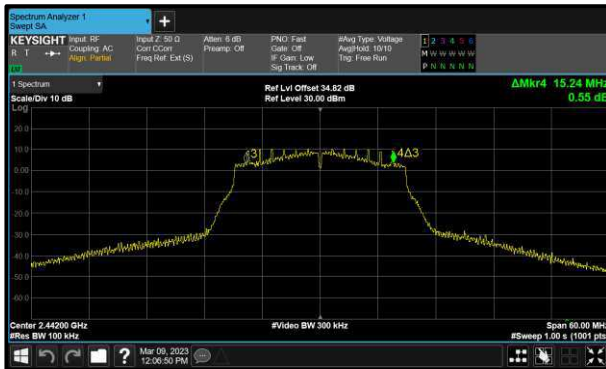 Spectrum Analyzer 1
Swept SA
+
KEYSIGHT
R T
LXI
Input: RF
Coupling: AC
Align: Partial
Input Z: 50 Ω
Corr CCorr
Freq Ref: Ext (S)
Atten: 6 dB
Preamp: Off
PNO: Fast
Gate: Off
IF Gain: Low
Sig Track: Off
#Avg Type: Voltage
Avg|Hold: 10/10
Trig: Free Run
1 2 3 4 5 6
M W W W W W
P N N N N N
1 Spectrum
Scale/Div 10 dB
Ref Lvl Offset 34.82 dB
Ref Level 30.00 dBm
ΔMkr4 15.24 MHz
0.55 dB
Log
20.0
10.0
0.00
-10.0
-20.0
-30.0
-40.0
-50.0
-60.0
3
4Δ3
Center 2.44200 GHz
#Res BW 100 kHz
#Video BW 300 kHz
Span 60.00 MHz
#Sweep 1.00 s (1001 pts)
?
Mar 09, 2023
12:06:50 PM